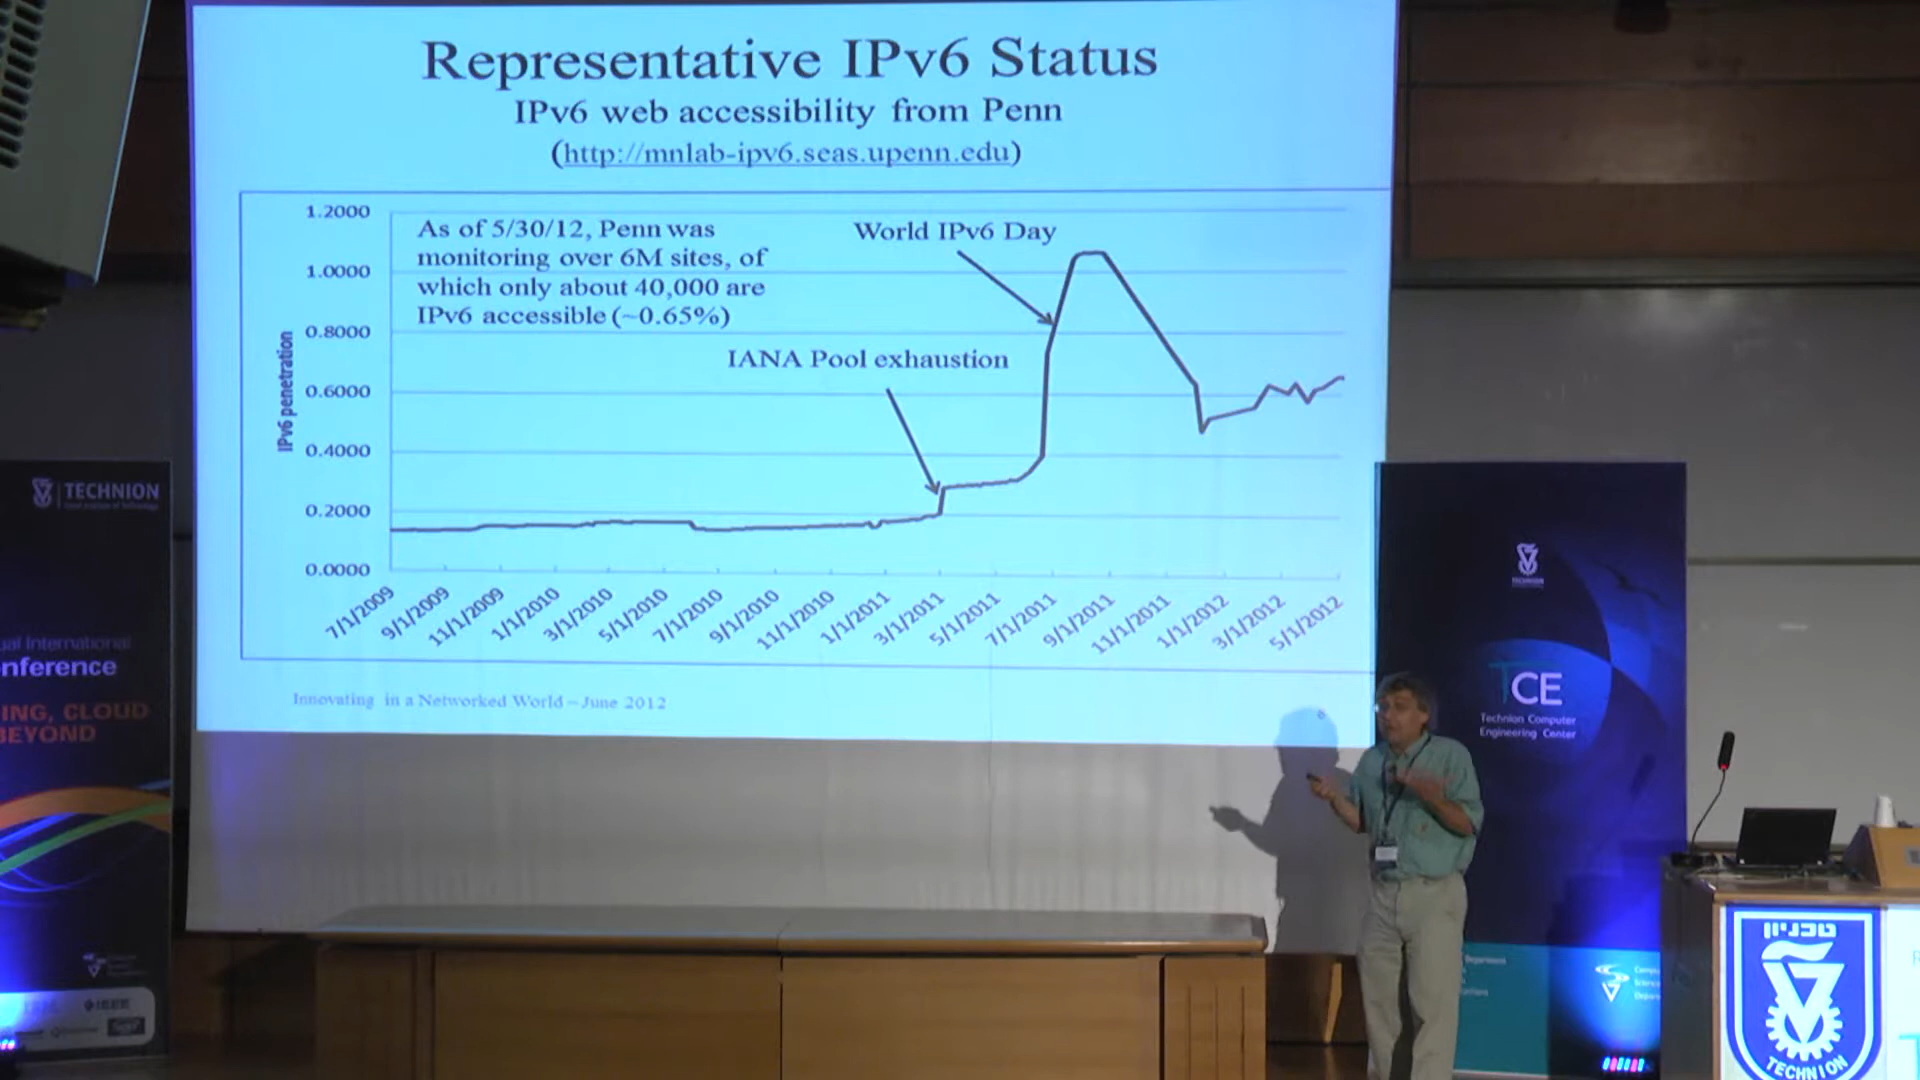 Representative IPv6 Status
IPv6 web accessibility from Penn
(http://mnlab-ipv6.seas.upenn.edu)
As of 5/30/12, Penn was
monitoring over 6M sites, of
which only about 40,000 are
IPv6 accessible (~0.65%)
World IPv6 Day
IANA Pool exhaustion
IPv6 penetration
1.2000
1.0000
0.8000
0.6000
0.4000
0.2000
0.0000
7/1/2009
9/1/2009
11/1/2009
1/1/2010
3/1/2010
5/1/2010
7/1/2010
9/1/2010
11/1/2010
1/1/2011
3/1/2011
5/1/2011
7/1/2011
9/1/2011
11/1/2011
1/1/2012
3/1/2012
5/1/2012
Innovating in a Networked World – June 2012
6
TECHNION
ual International
nference
ING, CLOUD
BEYOND
IEEE
TECHNION
TCE
Technion Computer
Engineering Center
Department
טכניון
TECHNION